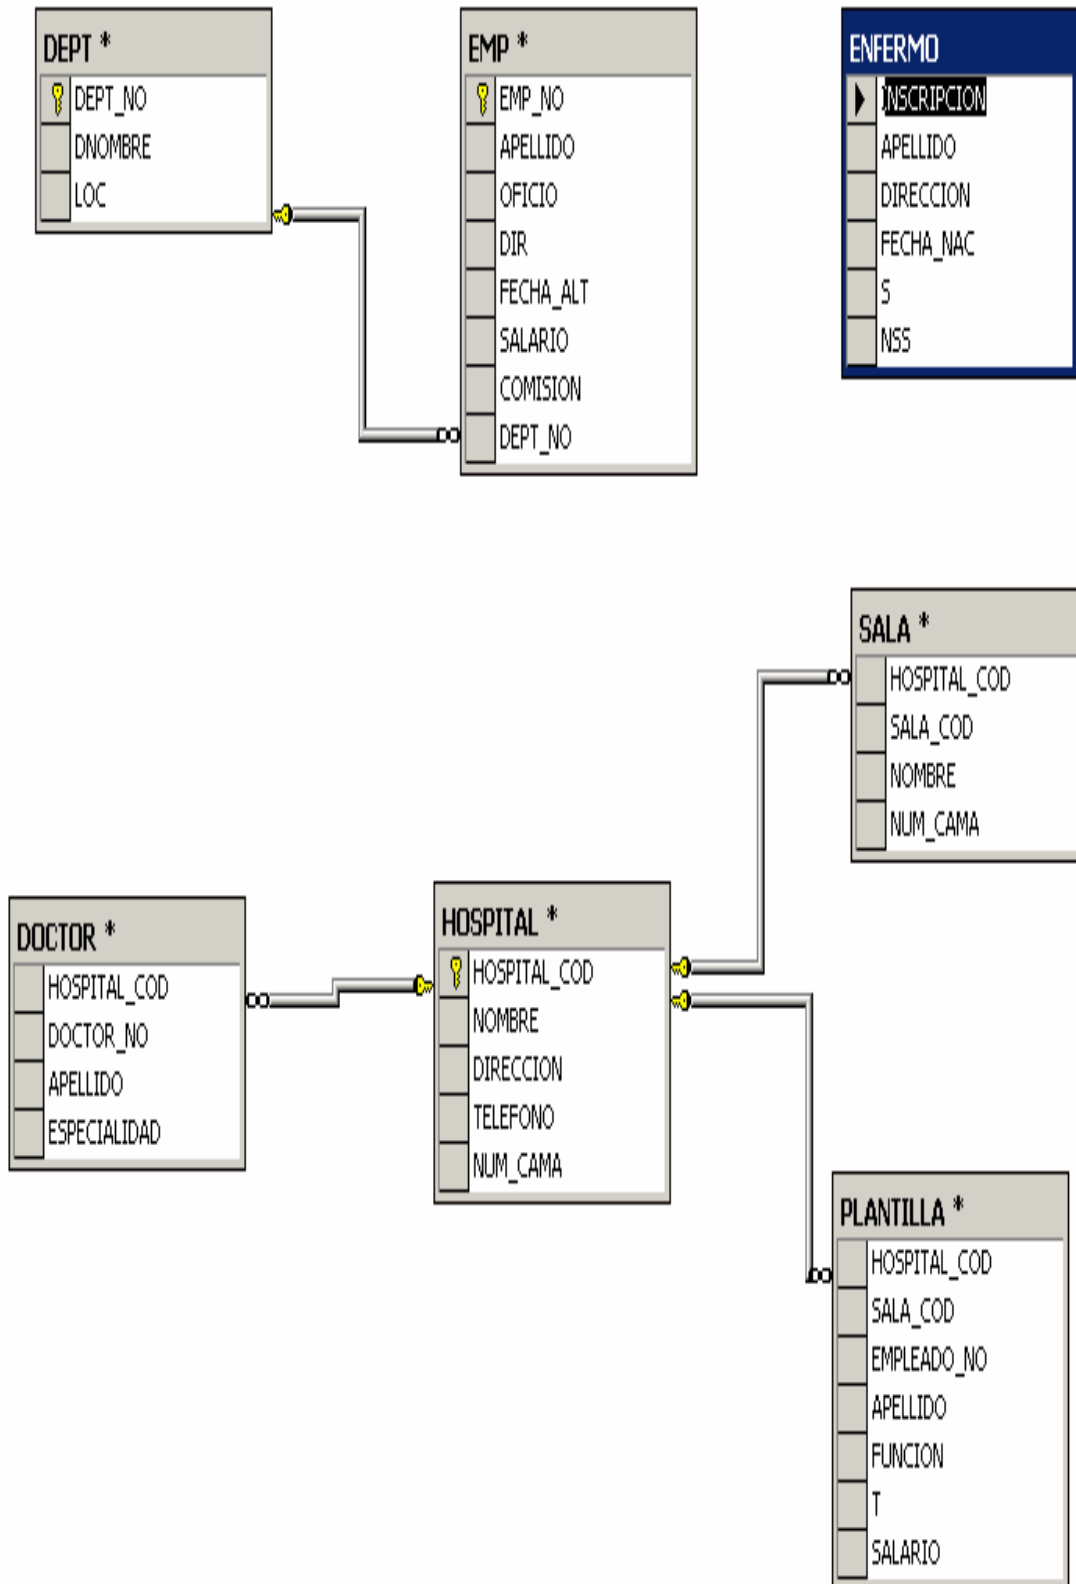 DEPT *
DEPT_NO
DNOMBRE
LOC
EMP *
EMP_NO
APELLIDO
OFICIO
DIR
FECHA_ALT
SALARIO
COMISION
DEPT_NO
ENFERMO
INSCRIPCION
APELLIDO
DIRECCION
FECHA_NAC
S
NSS
SALA *
HOSPITAL_COD
SALA_COD
NOMBRE
NUM_CAMA
DOCTOR *
HOSPITAL_COD
DOCTOR_NO
APELLIDO
ESPECIALIDAD
HOSPITAL *
HOSPITAL_COD
NOMBRE
DIRECCION
TELEFONO
NUM_CAMA
PLANTILLA *
HOSPITAL_COD
SALA_COD
EMPLEADO_NO
APELLIDO
FUNCION
T
SALARIO